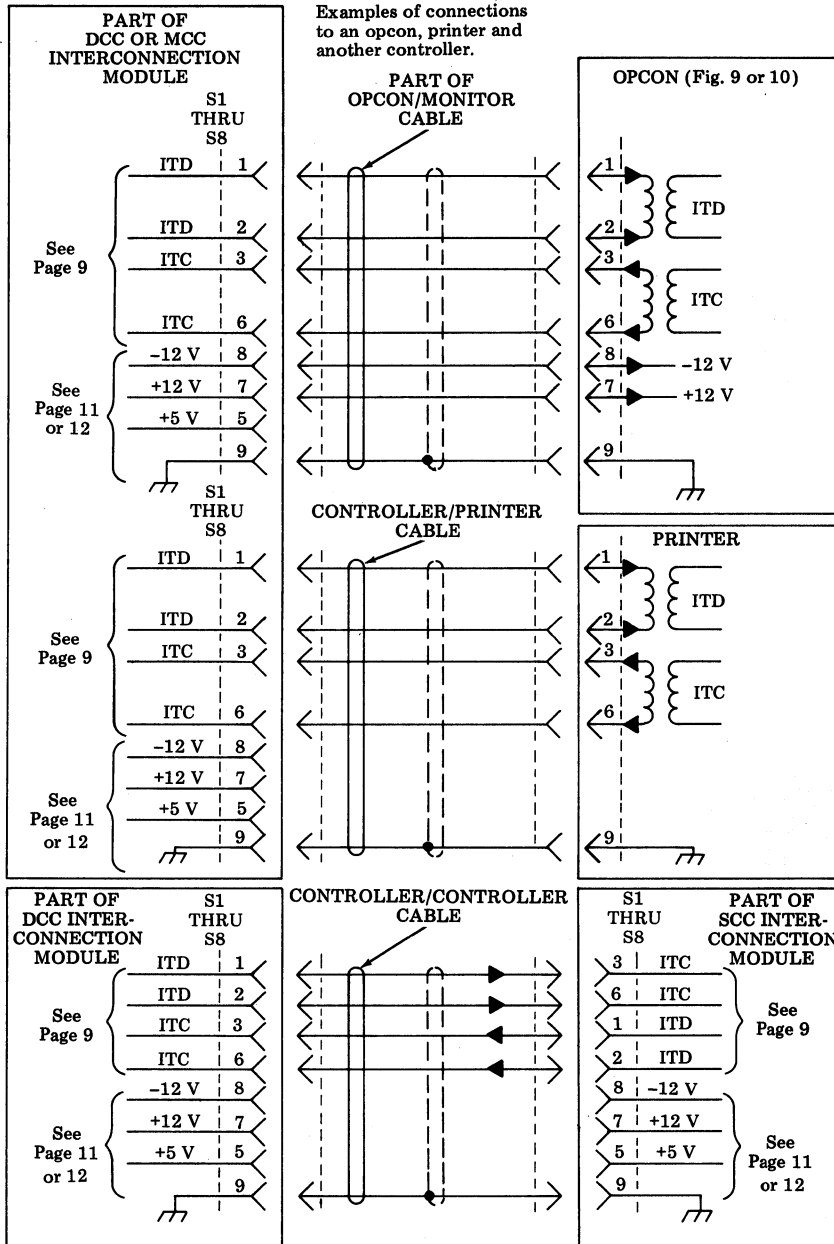 Examples of connections
to an opcon, printer and
another controller.
PART OF
DCC OR MCC
INTERCONNECTION
MODULE
S1
THRU
S8
ITD 1
ITD 2
ITC 3
ITC 6
See
Page 9
-12 V 8
+12 V 7
+5 V 5
9
See
Page 11
or 12
PART OF
OPCON/MONITOR
CABLE
OPCON (Fig. 9 or 10)
1
2
ITD
3
6
ITC
8 -12 V
7 +12 V
9
S1
THRU
S8
ITD 1
ITD 2
ITC 3
ITC 6
See
Page 9
-12 V 8
+12 V 7
+5 V 5
9
See
Page 11
or 12
CONTROLLER/PRINTER
CABLE
PRINTER
1
2
ITD
3
6
ITC
9
PART OF
DCC INTER-
CONNECTION
MODULE
S1
THRU
S8
ITD 1
ITD 2
ITC 3
ITC 6
See
Page 9
-12 V 8
+12 V 7
+5 V 5
9
See
Page 11
or 12
CONTROLLER/CONTROLLER
CABLE
S1
THRU
S8
PART OF
SCC INTER-
CONNECTION
MODULE
3 ITC
6 ITC
1 ITD
2 ITD
See
Page 9
8 -12 V
7 +12 V
5 +5 V
9
See
Page 11
or 12